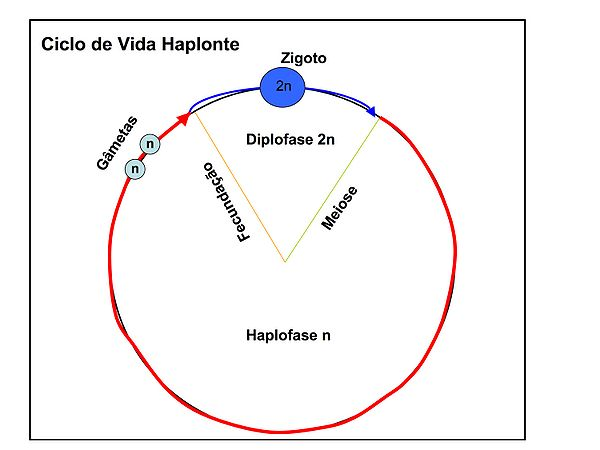 Ciclo de Vida Haplonte
Zigoto
2n
Gâmetas
n
n
Diplofase 2n
Fecundação
Meiose
Haplofase n